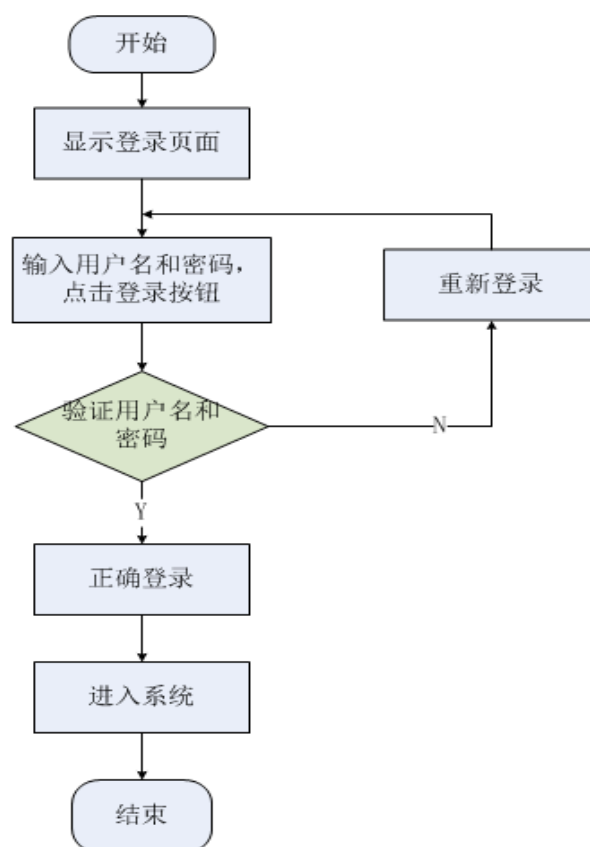 开始
显示登录页面
输入用户名和密码，
点击登录按钮
重新登录
验证用户名和
密码
N
Y
正确登录
进入系统
结束